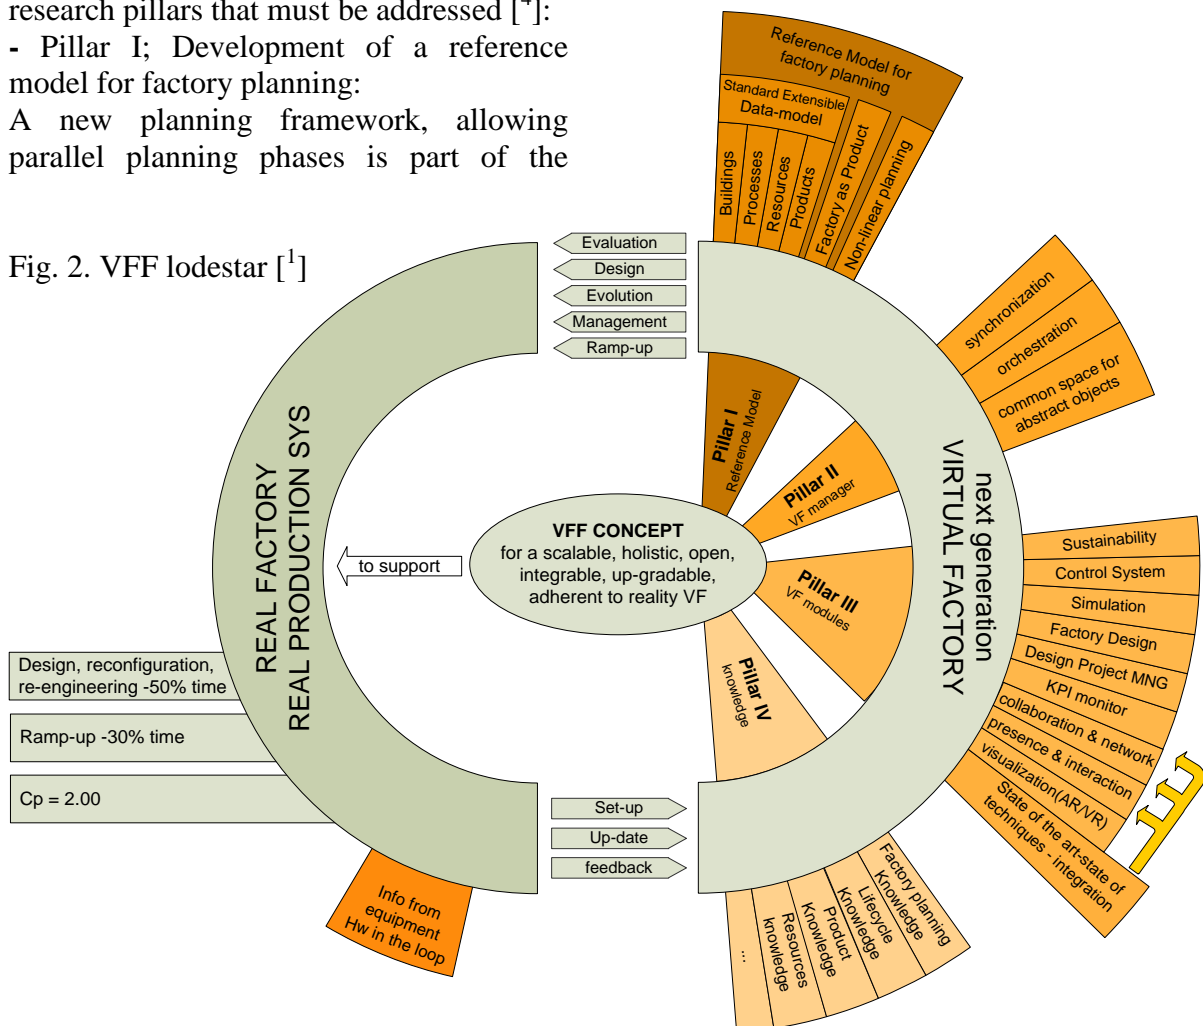 research pillars that must be addressed [4]:
- Pillar I; Development of a reference
model for factory planning:
A new planning framework, allowing
parallel planning phases is part of the
Fig. 2. VFF lodestar [1]
Reference Model for
factory planning
Standard Extensible
Data-model
Buildings
Processes
Resources
Products
Factory as Product
Non-linear planning
Evaluation
Design
Evolution
Management
Ramp-up
synchronization
orchestration
common space for
abstract objects
REAL FACTORY
REAL PRODUCTION SYS
to support
VFF CONCEPT
for a scalable, holistic, open,
integrable, up-gradable,
adherent to reality VF
Pillar I
Reference Model
Pillar II
VF manager
Pillar III
VF modules
Pillar IV
knowledge
next generation
VIRTUAL FACTORY
Sustainability
Control System
Simulation
Factory Design
Design Project MNG
KPI monitor
collaboration & network
presence & interaction
visualization(AR/VR)
State of the art-state of
techniques - integration
Design, reconfiguration,
re-engineering -50% time
Ramp-up -30% time
Cp = 2.00
Set-up
Up-date
feedback
Info from
equipment
Hw in the loop
Factory planning
Knowledge
Lifecycle
Knowledge
Product
Knowledge
Resources
knowledge
...